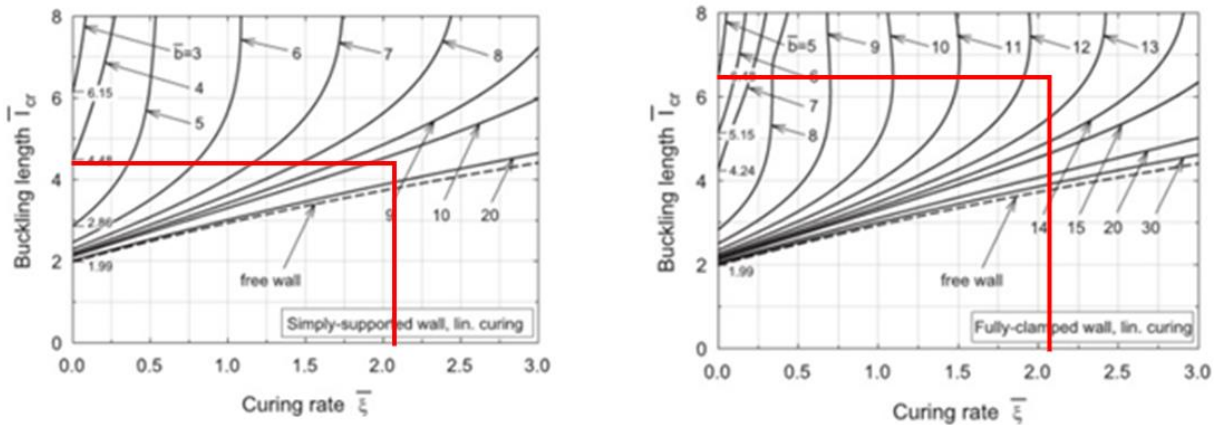 8
6
4
2
0
Buckling length l̅cr
b̅=3
4
5
6
7
8
6.15
4.48
2.86
1.99
9
10
20
free wall
Simply-supported wall, lin. curing
0.0 0.5 1.0 1.5 2.0 2.5 3.0
Curing rate ξ̅
8
6
4
2
0
Buckling length l̅cr
b̅=5
6
7
8
9
10
11
12
13
6.48
5.15
4.24
1.99
14 15 20 30
free wall
Fully-clamped wall, lin. curing
0.0 0.5 1.0 1.5 2.0 2.5 3.0
Curing rate ξ̅